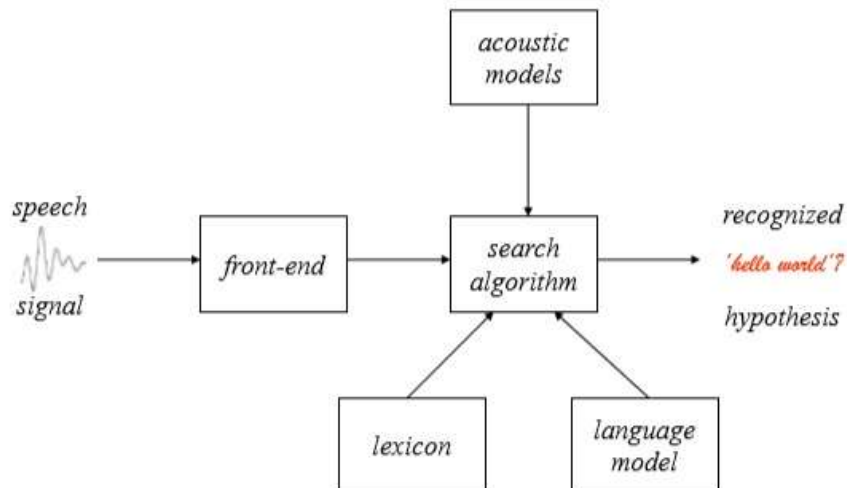 acoustic
models
speech
signal
front-end
search
algorithm
recognized
'hello world'?
hypothesis
lexicon
language
model